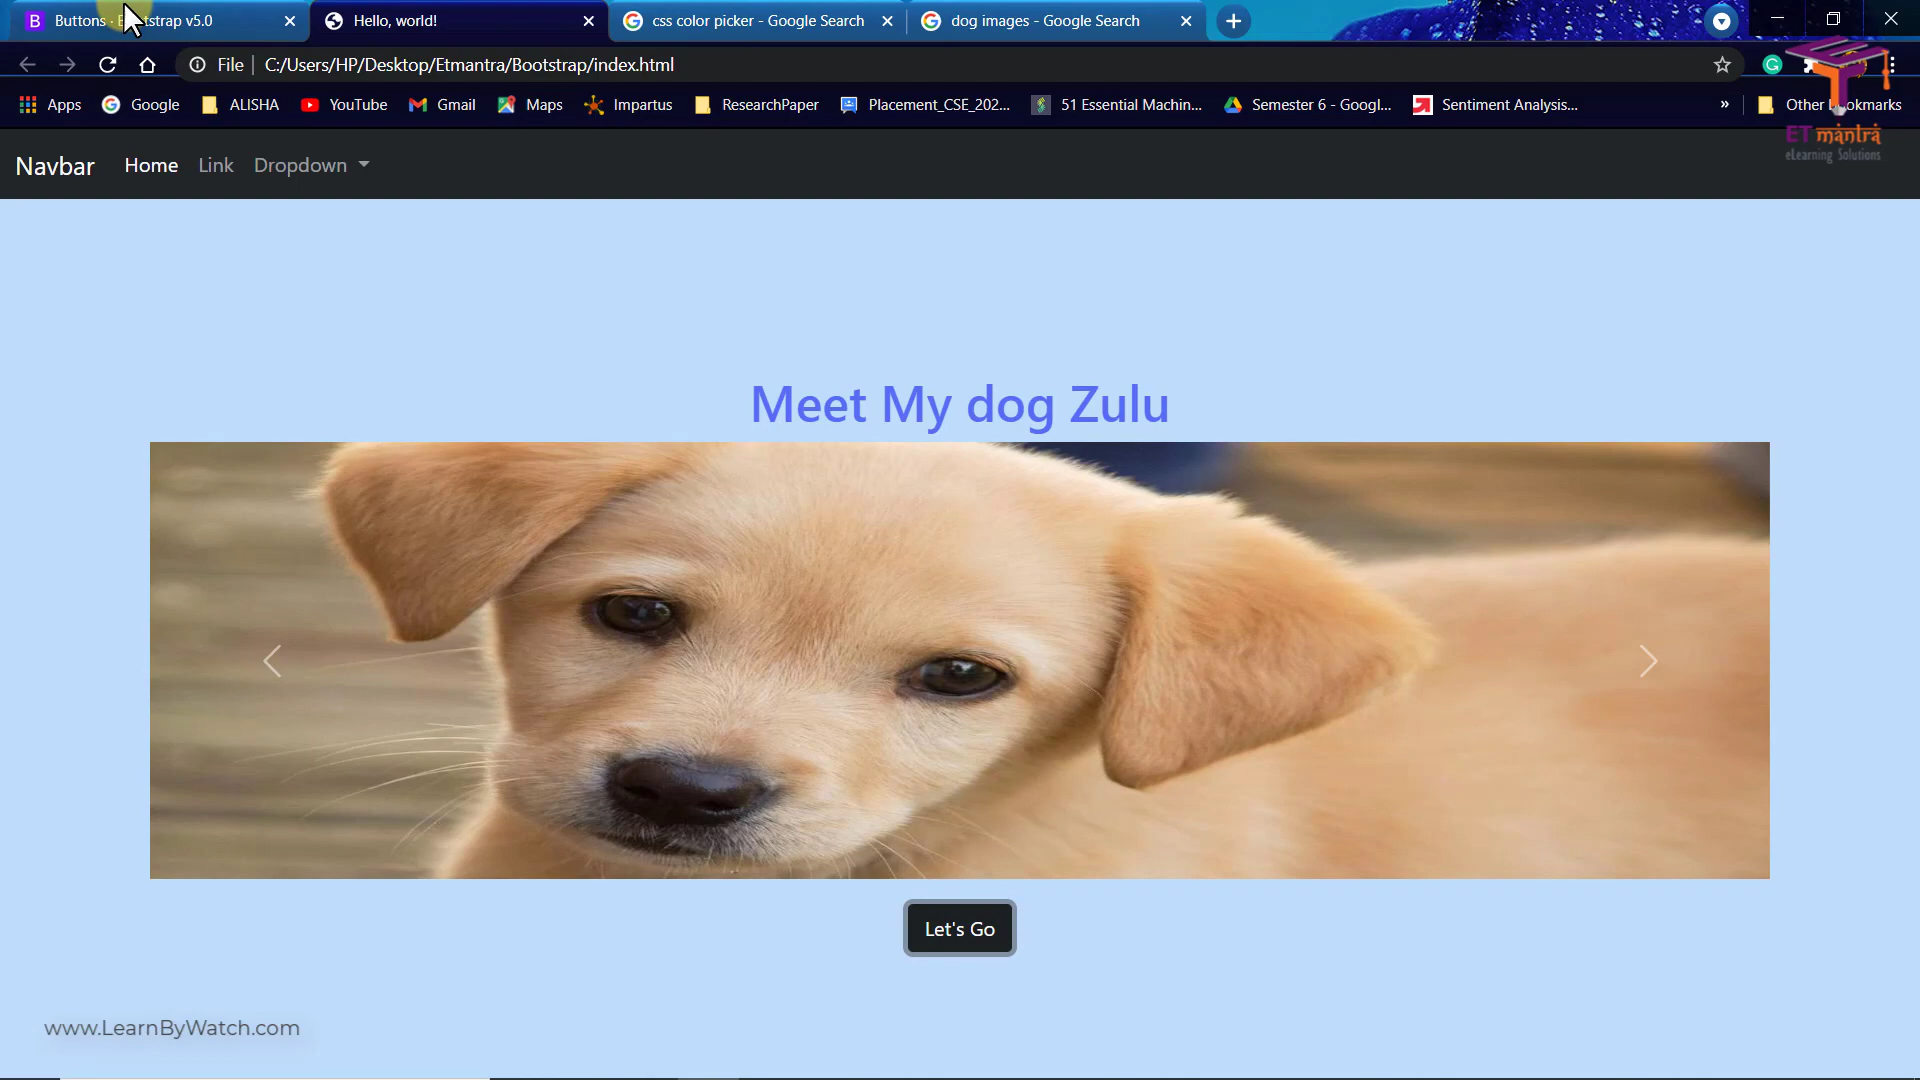 Buttons · Bootstrap v5.0
Hello, world!
css color picker - Google Search
dog images - Google Search
File
C:/Users/HP/Desktop/Etmantra/Bootstrap/index.html
Apps
Google
ALISHA
YouTube
Gmail
Maps
Impartus
ResearchPaper
Placement_CSE_202...
51 Essential Machin...
Semester 6 - Googl...
Sentiment Analysis...
»
Other Bookmarks
ET mantra
eLearning Solutions
Navbar
Home
Link
Dropdown
Meet My dog Zulu
Let's Go
www.LearnByWatch.com